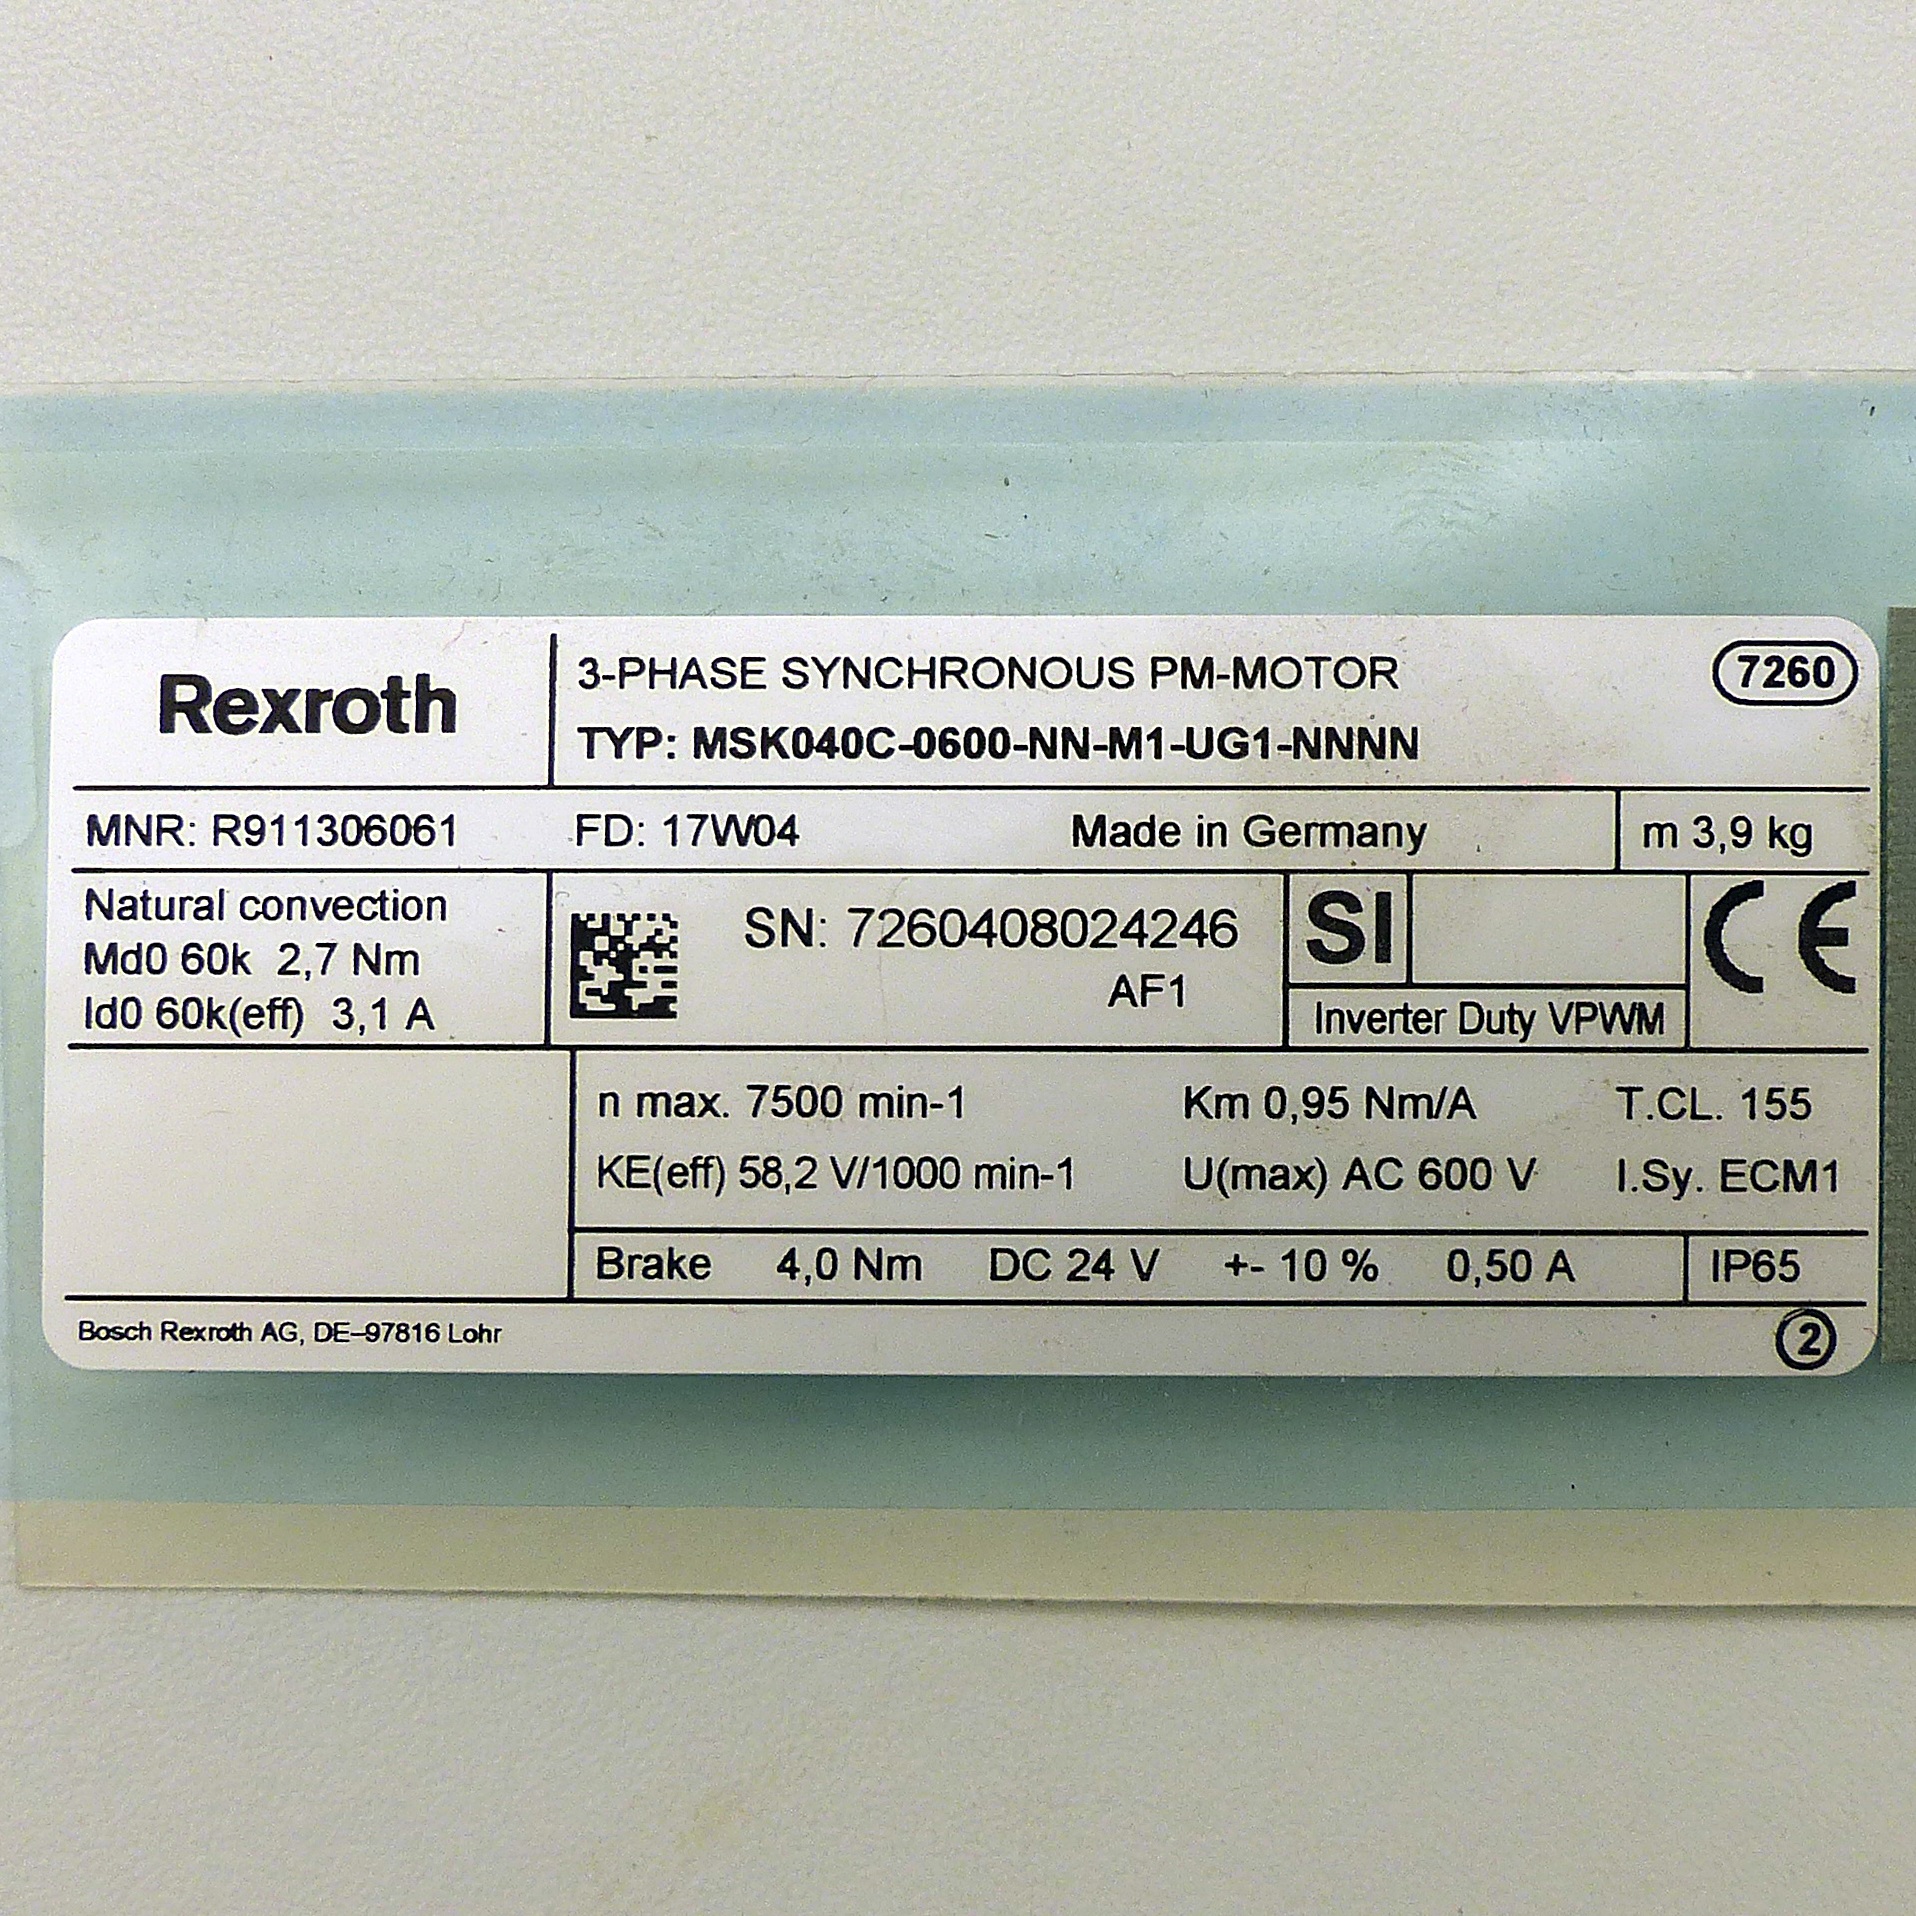 Rexroth
3-PHASE SYNCHRONOUS PM-MOTOR
7260
TYP: MSK040C-0600-NN-M1-UG1-NNNN
MNR: R911306061 FD: 17W04 Made in Germany m 3,9 kg
Natural convection
Md0 60k 2,7 Nm
Id0 60k(eff) 3,1 A
SN: 7260408024246
AF1
SI
Inverter Duty VPWM
CE
n max. 7500 min-1 Km 0,95 Nm/A T.CL. 155
KE(eff) 58,2 V/1000 min-1 U(max) AC 600 V I.Sy. ECM1
Brake 4,0 Nm DC 24 V +- 10 % 0,50 A IP65
Bosch Rexroth AG, DE–97816 Lohr
2